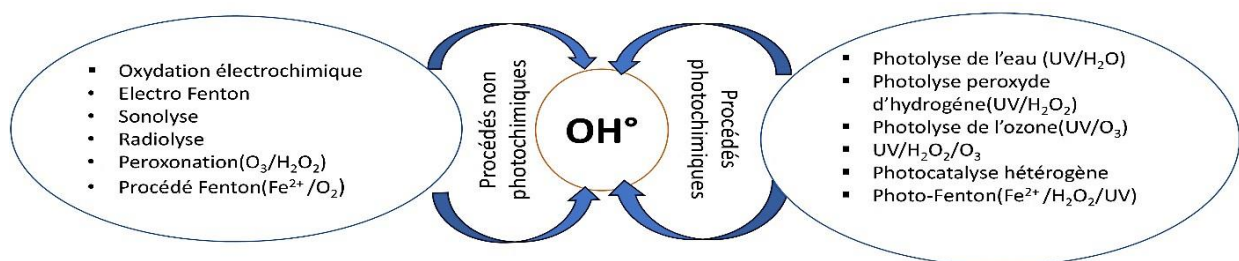 ▪ Oxydation électrochimique
• Electro Fenton
• Sonolyse
• Radiolyse
• Peroxonation(O₃/H₂O₂)
• Procédé Fenton(Fe²⁺/O₂)
Procédés non
photochimiques
OH°
Procédés
photochimiques
▪ Photolyse de l’eau (UV/H₂O)
▪ Photolyse peroxyde
d’hydrogéne(UV/H₂O₂)
▪ Photolyse de l’ozone(UV/O₃)
▪ UV/H₂O₂/O₃
▪ Photocatalyse hétérogène
▪ Photo-Fenton(Fe²⁺/H₂O₂/UV)